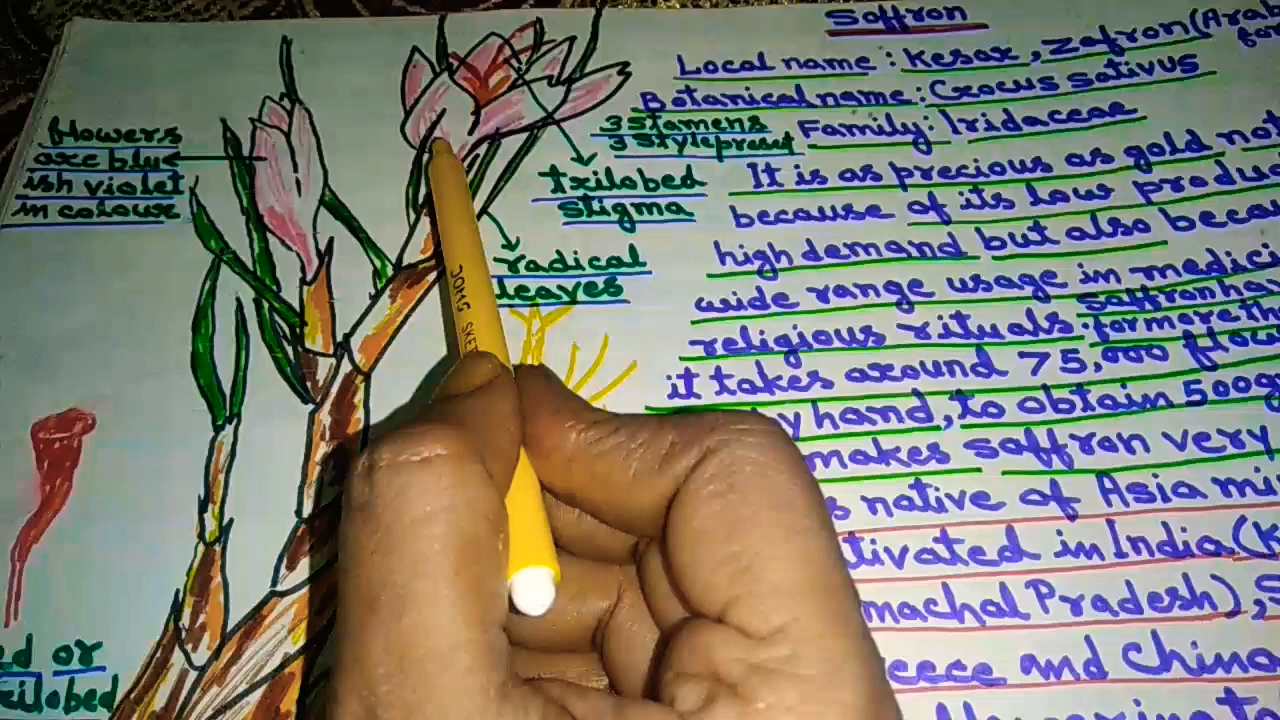 Saffron
Local name: Kesar, Zafron (Arab
Botanical name: Crocus sativus
Family: Iridaceae
It is as precious as gold not
because of its low produc
high demand but also becau
wide range usage in medici
religious rituals. Saffron hav
for more th
it takes around 75,000 flow
y hand, to obtain 500g
makes saffron very
s native of Asia mi
tivated in India (K
machal Pradesh), S
eece and China
flowers
are blu
ish violet
in colour
3 Stamens
3 Style present
trilobed
stigma
radical
leaves
ed or
rilobed
JOMG SKET